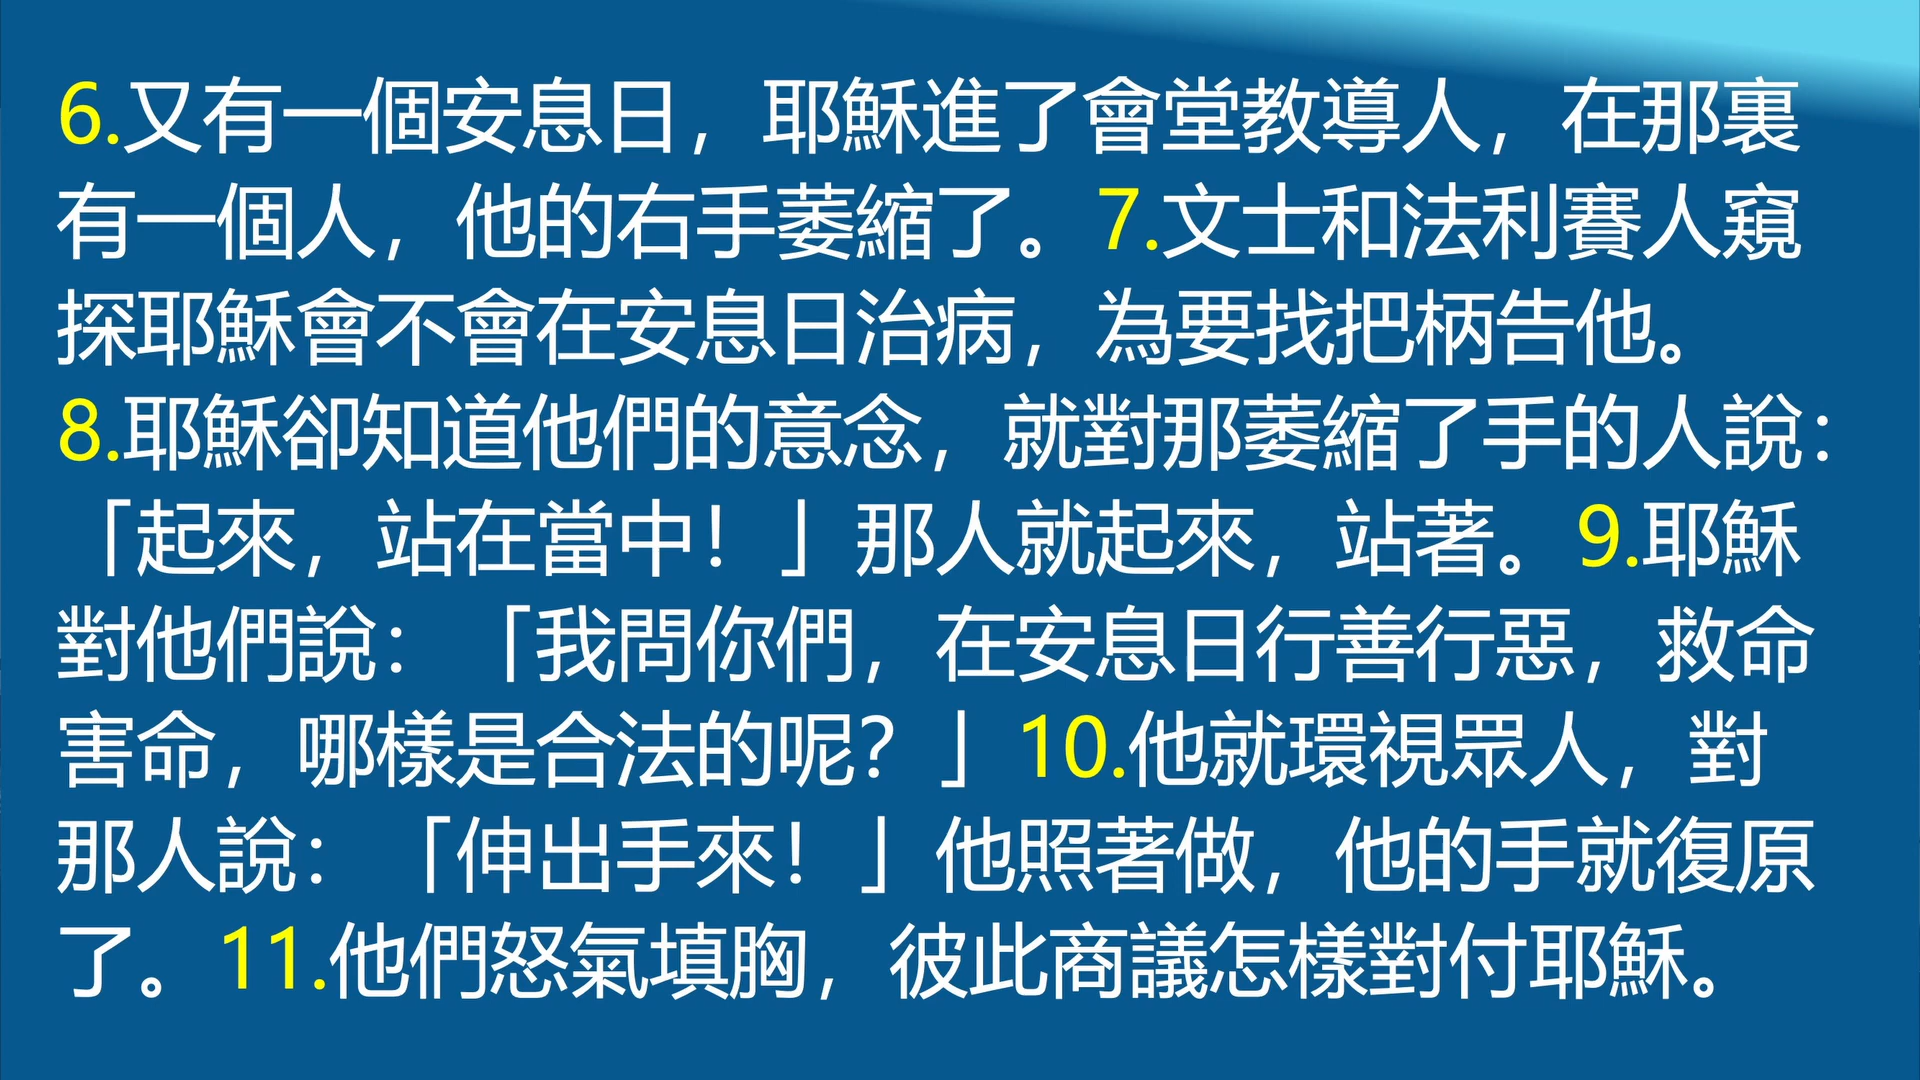 6.又有一個安息日，耶穌進了會堂教導人，在那裏
有一個人，他的右手萎縮了。7.文士和法利賽人窺
探耶穌會不會在安息日治病，為要找把柄告他。
8.耶穌卻知道他們的意念，就對那萎縮了手的人說：
「起來，站在當中！」那人就起來，站著。9.耶穌
對他們說：「我問你們，在安息日行善行惡，救命
害命，哪樣是合法的呢？」10.他就環視眾人，對
那人說：「伸出手來！」他照著做，他的手就復原
了。11.他們怒氣填胸，彼此商議怎樣對付耶穌。